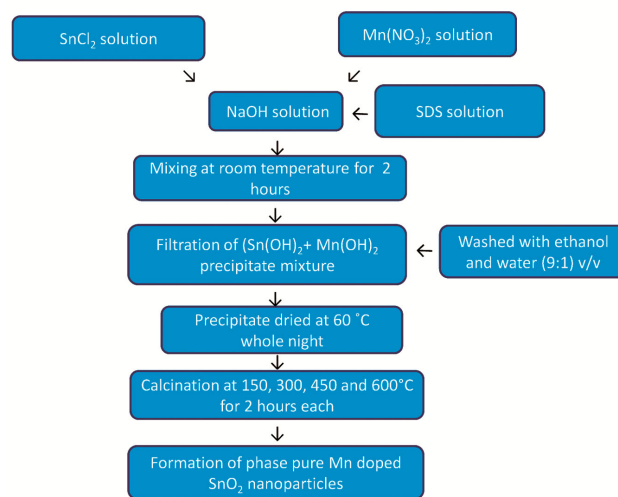 SnCl₂ solution
Mn(NO₃)₂ solution
NaOH solution
SDS solution
Mixing at room temperature for 2
hours
Filtration of (Sn(OH)₂+ Mn(OH)₂
precipitate mixture
Washed with ethanol
and water (9:1) v/v
Precipitate dried at 60 ˚C
whole night
Calcination at 150, 300, 450 and 600°C
for 2 hours each
Formation of phase pure Mn doped
SnO₂ nanoparticles